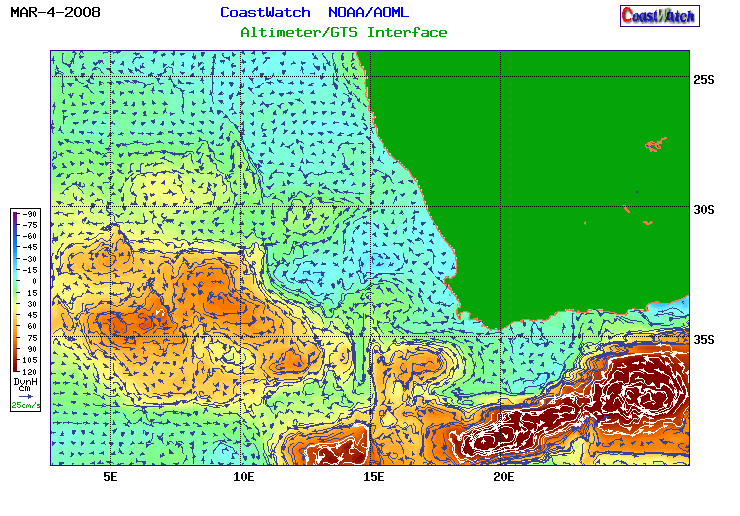 MAR-4-2008
CoastWatch NOAA/AOML
Altimeter/GTS Interface
CoastWatch
25S
30S
35S
-90
-75
-60
-45
-30
-15
0
15
30
45
60
75
90
105
120
DynH
cm
25cm/s
5E
10E
15E
20E